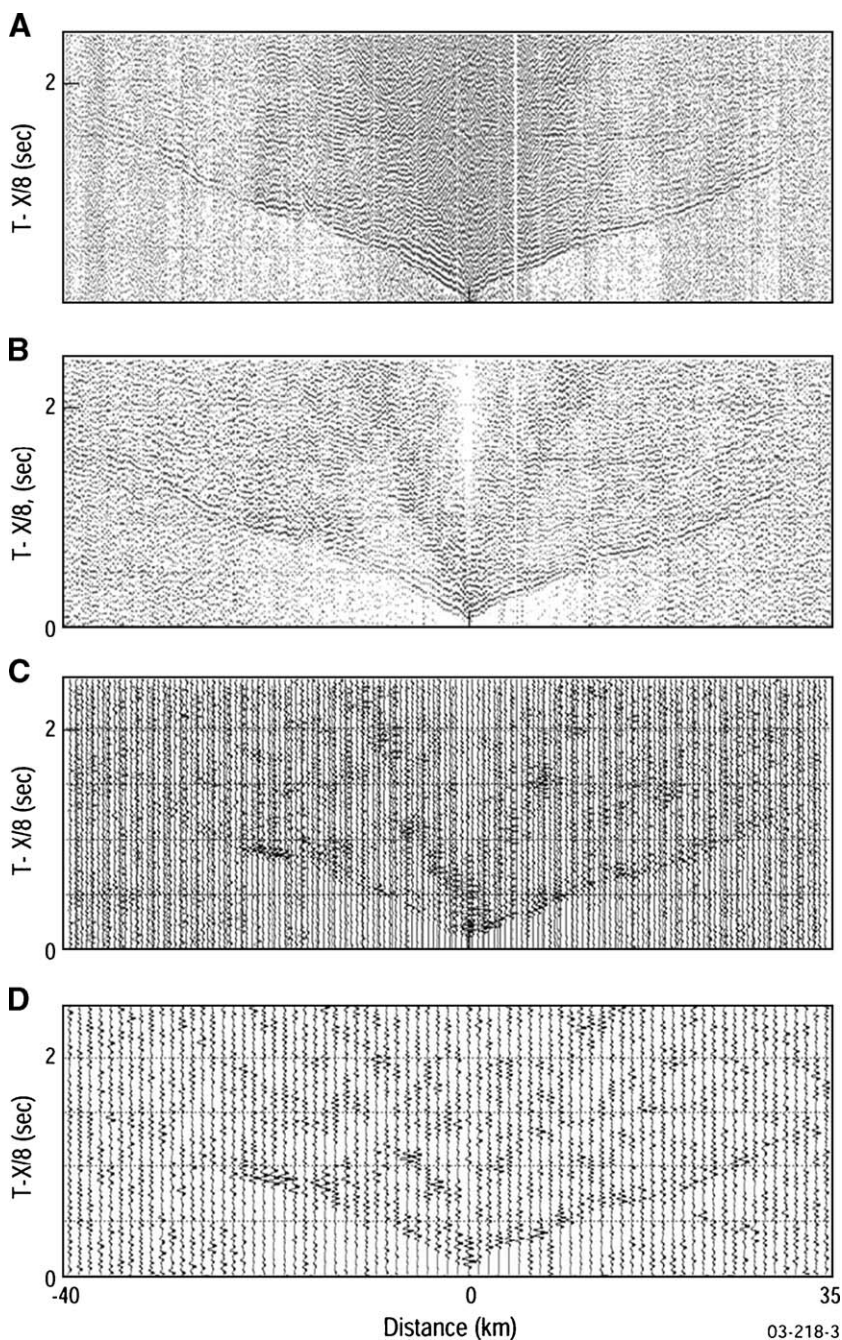 A
2
T- X/8 (sec)
B
2
T- X/8, (sec)
0
C
2
T- X/8 (sec)
0
D
2
T-X/8 (sec)
0
-40 0 35
Distance (km)
03-218-3